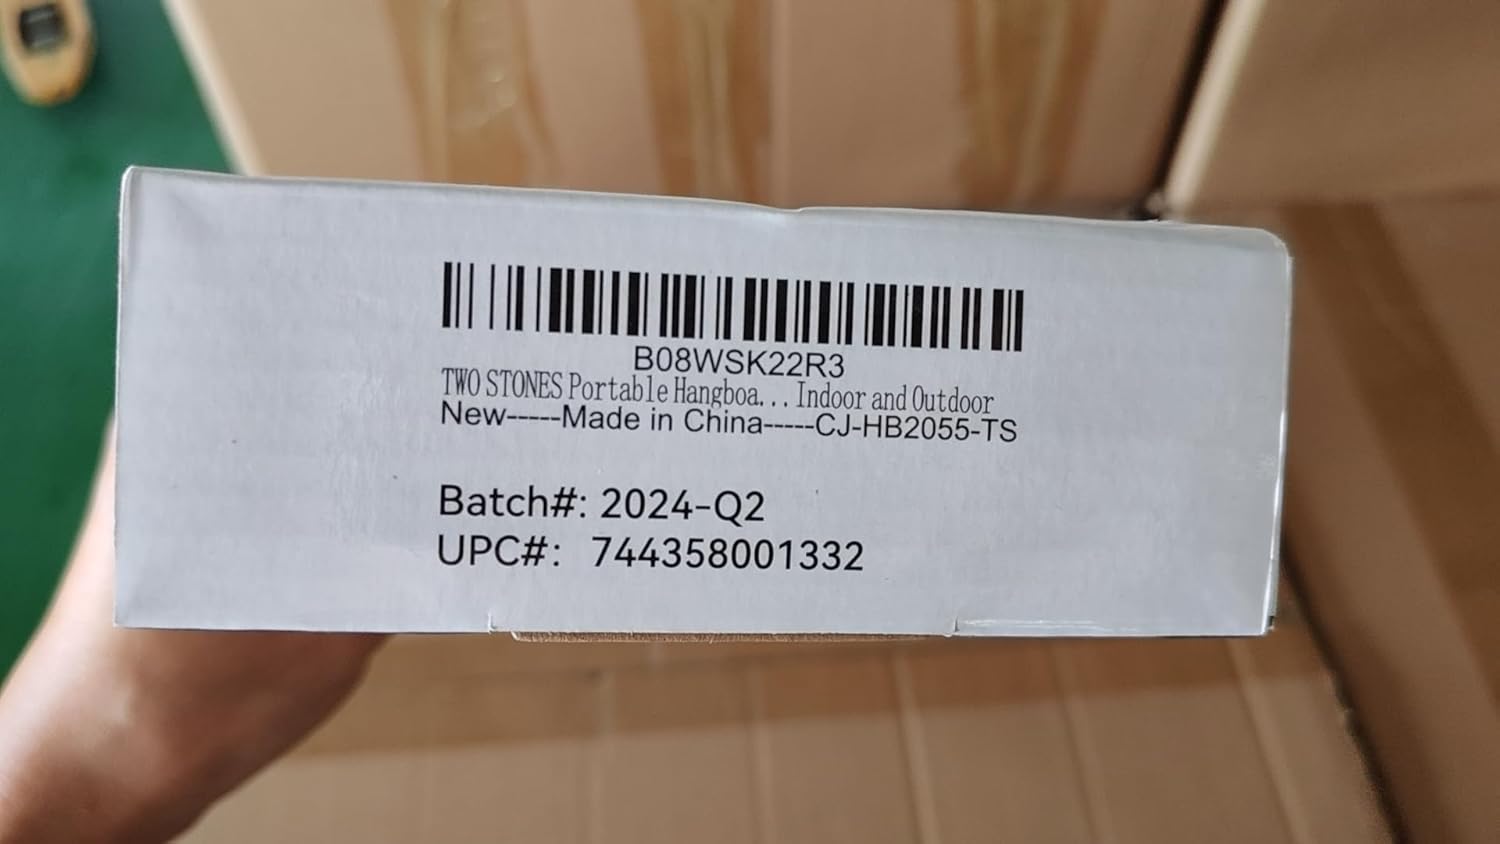 B08WSK22R3
TWO STONES Portable Hangboa... Indoor and Outdoor
New-----Made in China-----CJ-HB2055-TS
Batch#: 2024-Q2
UPC#: 744358001332